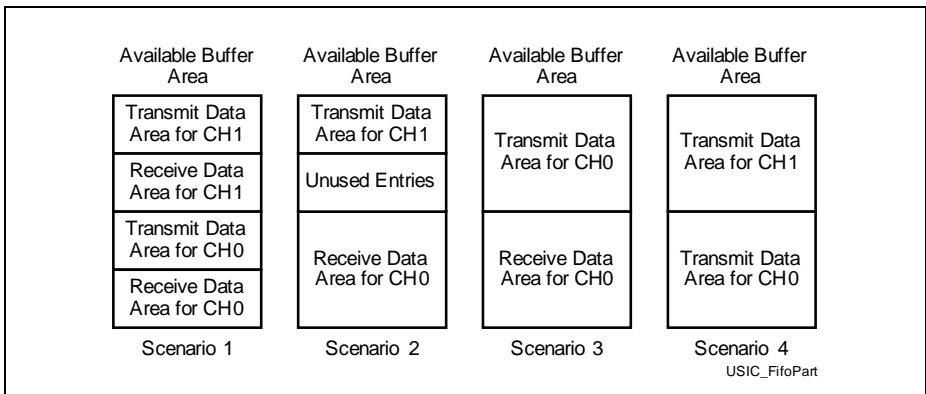 Available Buffer
Area
Transmit Data
Area for CH1
Receive Data
Area for CH1
Transmit Data
Area for CH0
Receive Data
Area for CH0
Scenario 1
Available Buffer
Area
Transmit Data
Area for CH1
Unused Entries
Receive Data
Area for CH0
Scenario 2
Available Buffer
Area
Transmit Data
Area for CH0
Receive Data
Area for CH0
Scenario 3
Available Buffer
Area
Transmit Data
Area for CH1
Transmit Data
Area for CH0
Scenario 4
USIC_FifoPart